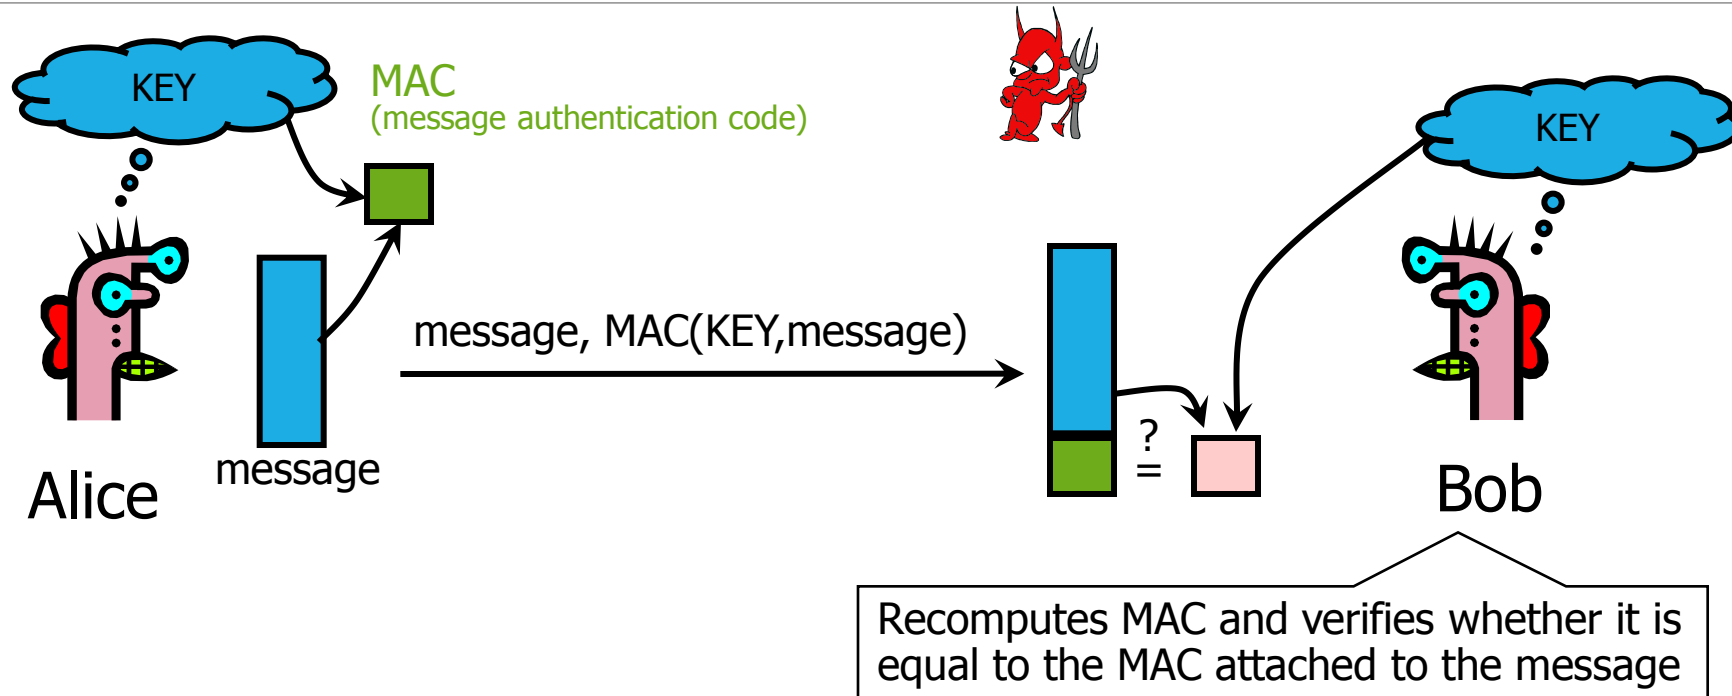 KEY
MAC
(message authentication code)
KEY
message, MAC(KEY,message)
?
=
message
Alice
Bob
Recomputes MAC and verifies whether it is
equal to the MAC attached to the message